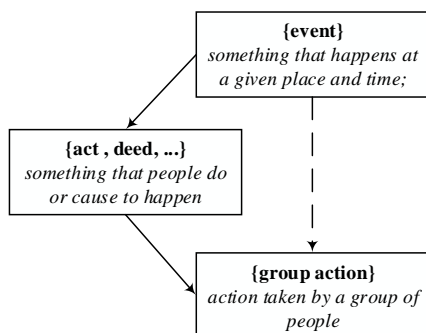 {event}
something that happens at
a given place and time;
{act , deed, ...}
something that people do
or cause to happen
{group action}
action taken by a group of
people